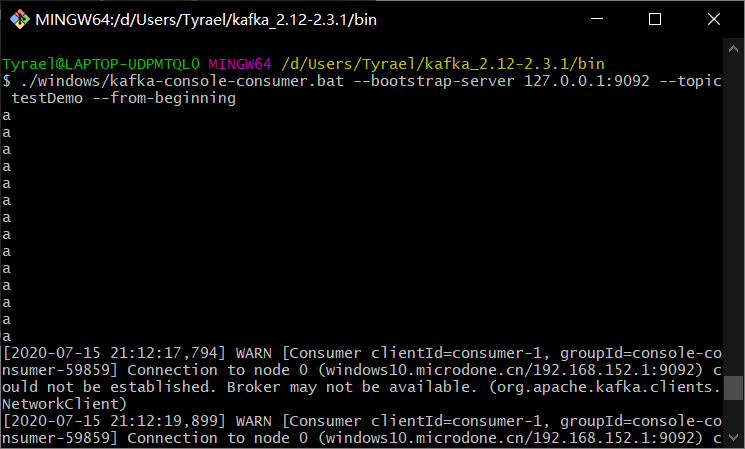 MINGW64:/d/Users/Tyrael/kafka_2.12-2.3.1/bin
Tyrael@LAPTOP-UDPMTQL0 MINGW64 /d/Users/Tyrael/kafka_2.12-2.3.1/bin
$ ./windows/kafka-console-consumer.bat --bootstrap-server 127.0.0.1:9092 --topic
testDemo --from-beginning
a
a
a
a
a
a
a
a
a
a
a
a
a
a
[2020-07-15 21:12:17,794] WARN [Consumer clientId=consumer-1, groupId=console-co
nsumer-59859] Connection to node 0 (windows10.microdone.cn/192.168.152.1:9092) c
ould not be established. Broker may not be available. (org.apache.kafka.clients.
NetworkClient)
[2020-07-15 21:12:19,899] WARN [Consumer clientId=consumer-1, groupId=console-co
nsumer-59859] Connection to node 0 (windows10.microdone.cn/192.168.152.1:9092) c